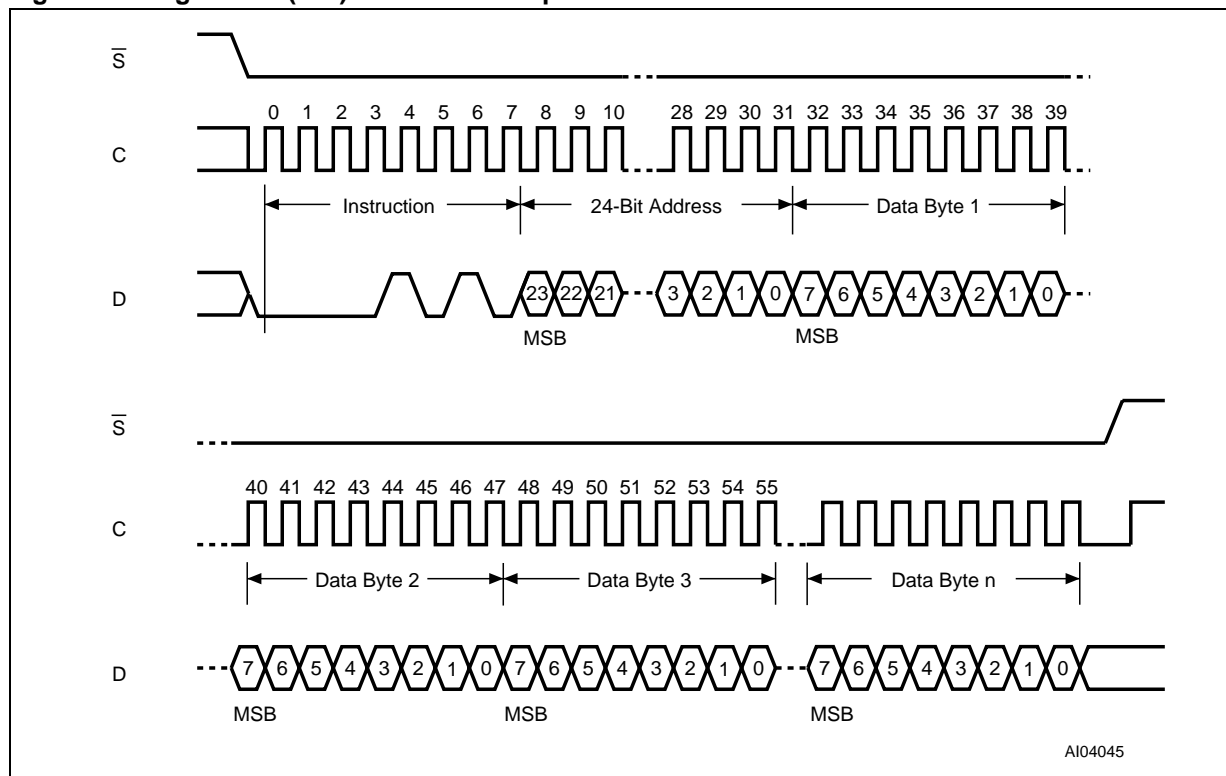 S
0 1 2 3 4 5 6 7 8 9 10 28 29 30 31 32 33 34 35 36 37 38 39
C
Instruction 24-Bit Address Data Byte 1
D 23 22 21 3 2 1 0 7 6 5 4 3 2 1 0
MSB MSB
S
40 41 42 43 44 45 46 47 48 49 50 51 52 53 54 55
C
Data Byte 2 Data Byte 3 Data Byte n
D 7 6 5 4 3 2 1 0 7 6 5 4 3 2 1 0 7 6 5 4 3 2 1 0
MSB MSB MSB
AI04045